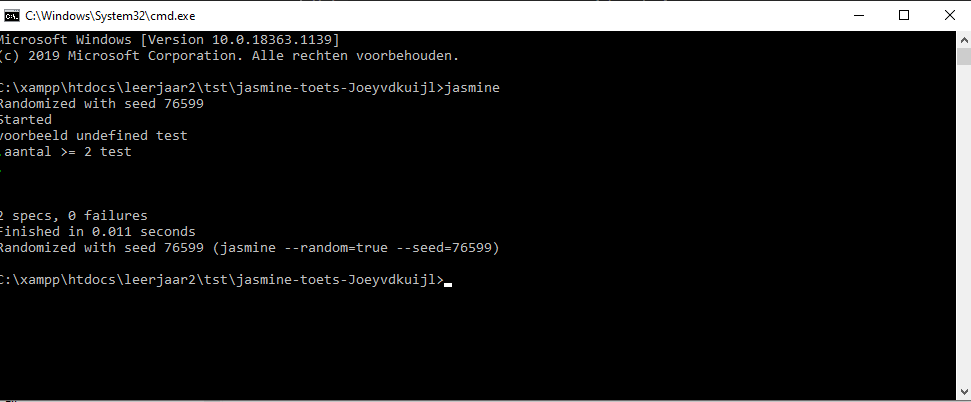 C:\Windows\System32\cmd.exe
Microsoft Windows [Version 10.0.18363.1139]
(c) 2019 Microsoft Corporation. Alle rechten voorbehouden.
C:\xampp\htdocs\leerjaar2\tst\jasmine-toets-Joeyvdkuijl>jasmine
Randomized with seed 76599
Started
voorbeeld undefined test
.aantal >= 2 test
.
2 specs, 0 failures
Finished in 0.011 seconds
Randomized with seed 76599 (jasmine --random=true --seed=76599)
C:\xampp\htdocs\leerjaar2\tst\jasmine-toets-Joeyvdkuijl>